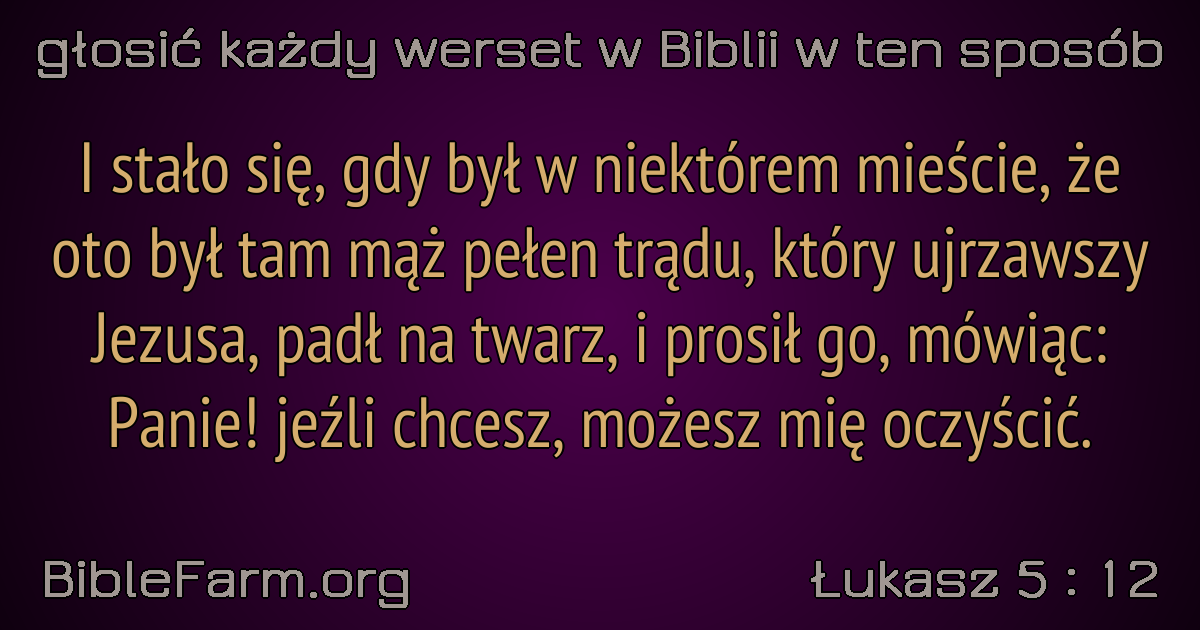 głosić każdy werset w Biblii w ten sposób
I stało się, gdy był w niektórem mieście, że
oto był tam mąż pełen trądu, który ujrzawszy
Jezusa, padł na twarz, i prosił go, mówiąc:
Panie! jeźli chcesz, możesz mię oczyścić.
BibleFarm.org
Łukasz 5 : 12